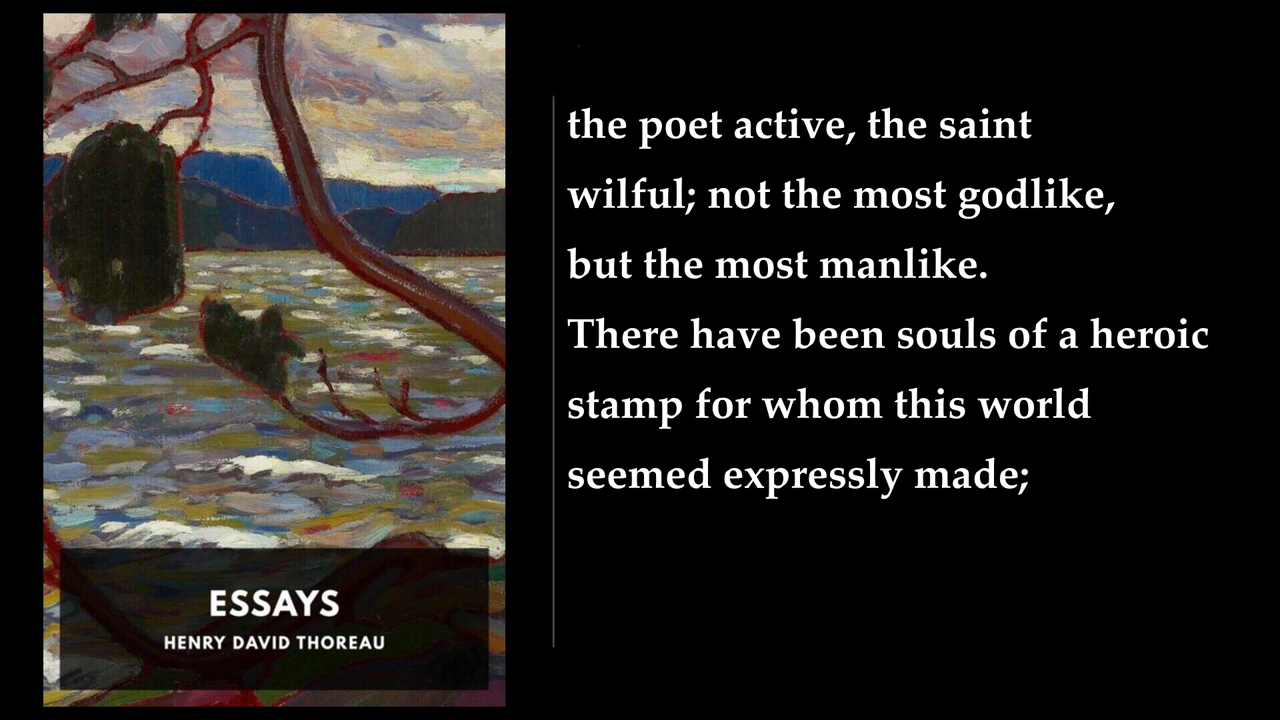 ESSAYS
HENRY DAVID THOREAU
the poet active, the saint
wilful; not the most godlike,
but the most manlike.
There have been souls of a heroic
stamp for whom this world
seemed expressly made;